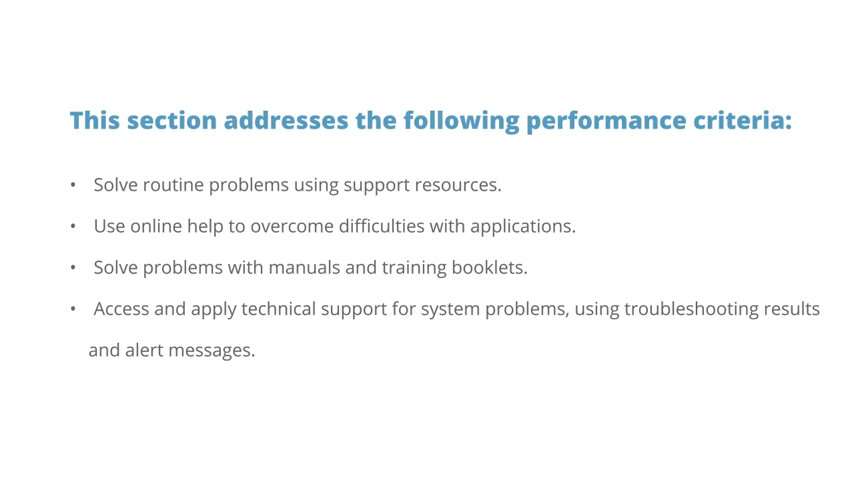 This section addresses the following performance criteria:
• Solve routine problems using support resources.
• Use online help to overcome difficulties with applications.
• Solve problems with manuals and training booklets.
• Access and apply technical support for system problems, using troubleshooting results
and alert messages.